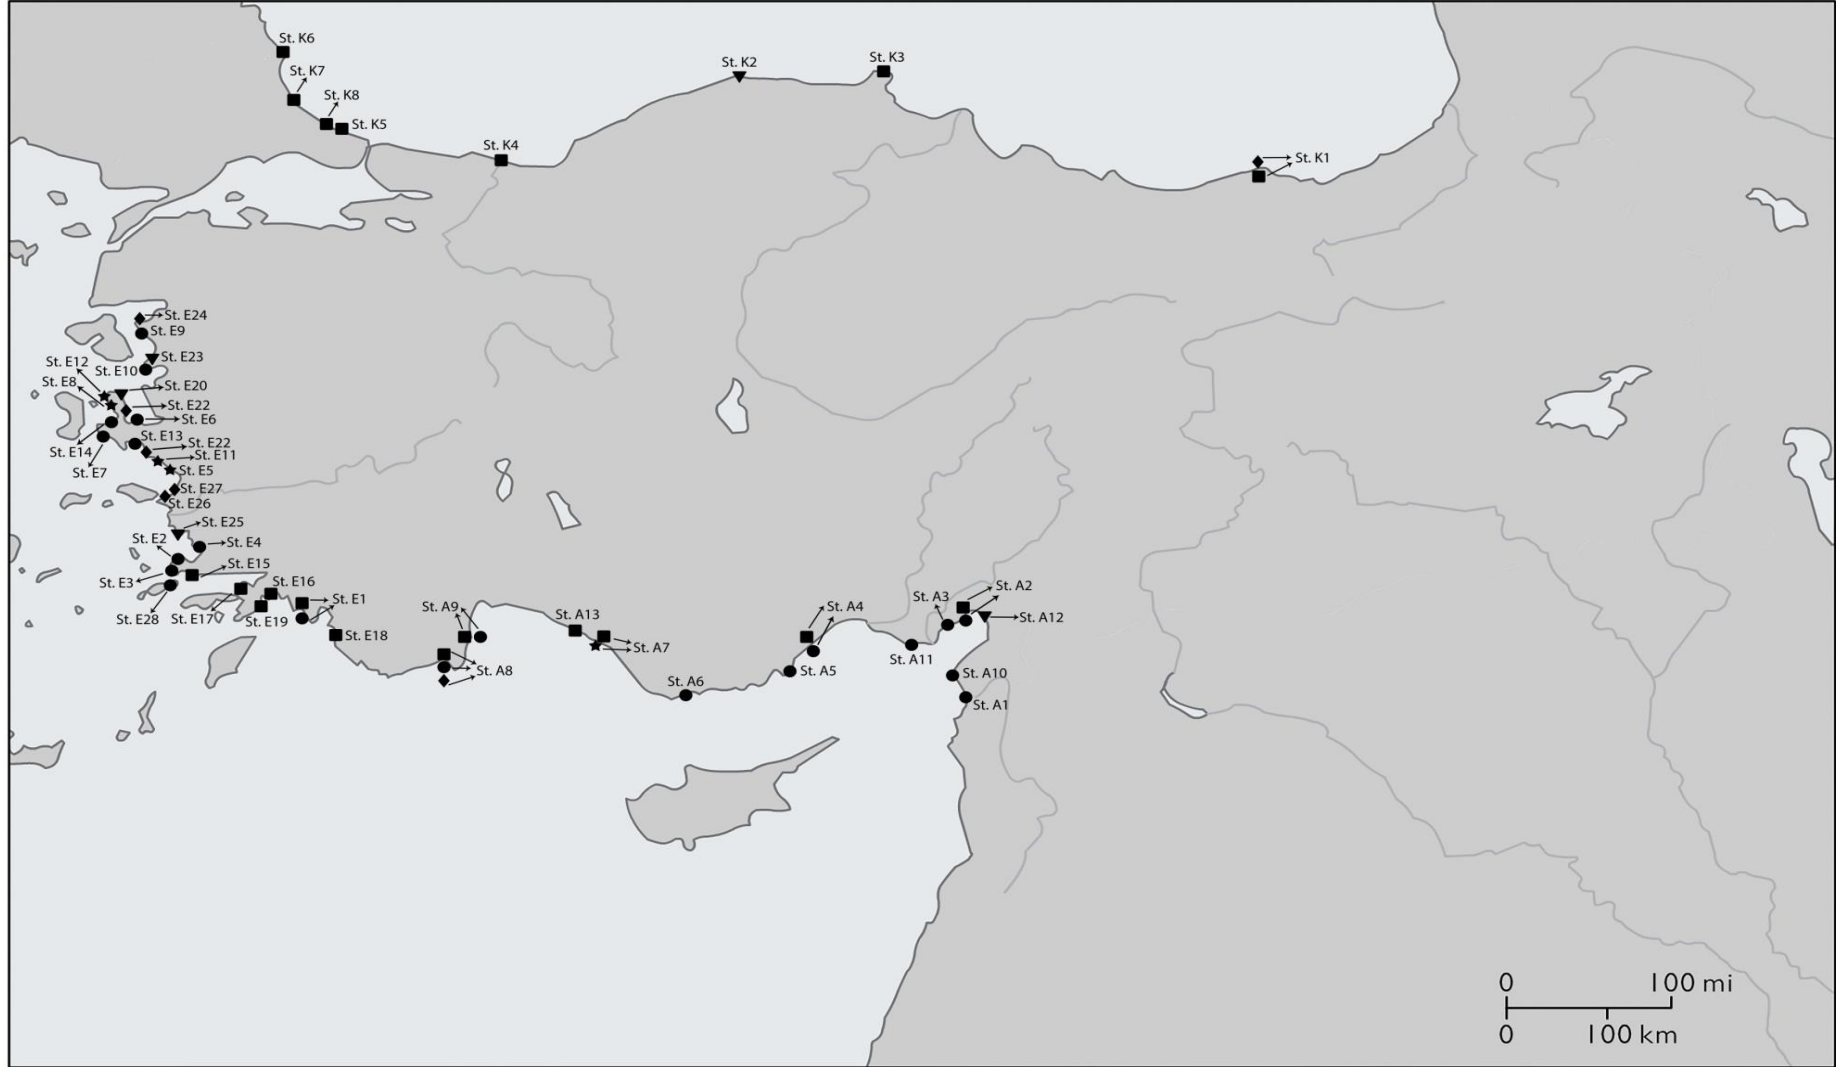 St. K6
St. K7
St. K8
St. K5
St. K4
St. K2
St. K3
St. K1
St. E24
St. E9
St. E23
St. E12
St. E10
St. E8
St. E20
St. E22
St. E6
St. E13
St. E22
St. E14
St. E11
St. E7
St. E5
St. E27
St. E26
St. E25
St. E2
St. E4
St. E15
St. E3
St. E16
St. E1
St. E28
St. E17
St. E19
St. E18
St. A9
St. A8
St. A13
St. A7
St. A6
St. A4
St. A5
St. A3
St. A2
St. A12
St. A11
St. A10
St. A1
0 100 mi
0 100 km